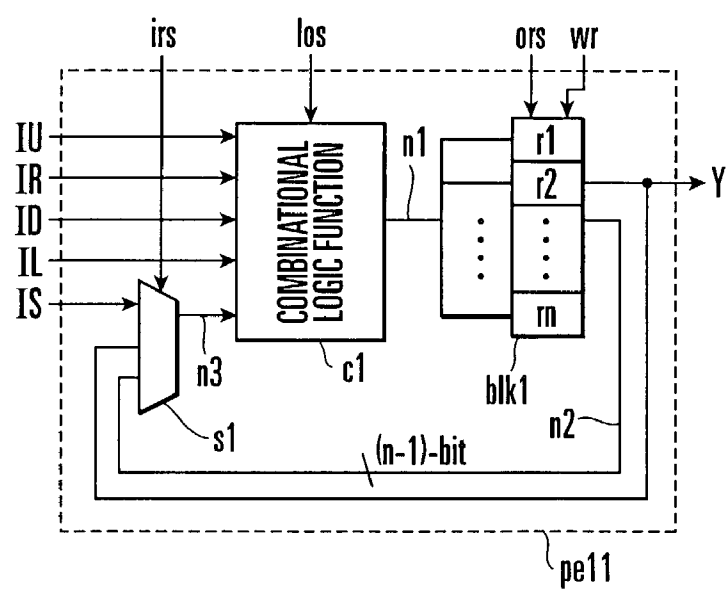 irs
los
ors
wr
IU
IR
ID
IL
IS
COMBINATIONAL
LOGIC FUNCTION
n1
r1
r2
rn
Y
n3
c1
blk1
n2
s1
(n-1)-bit
pe11